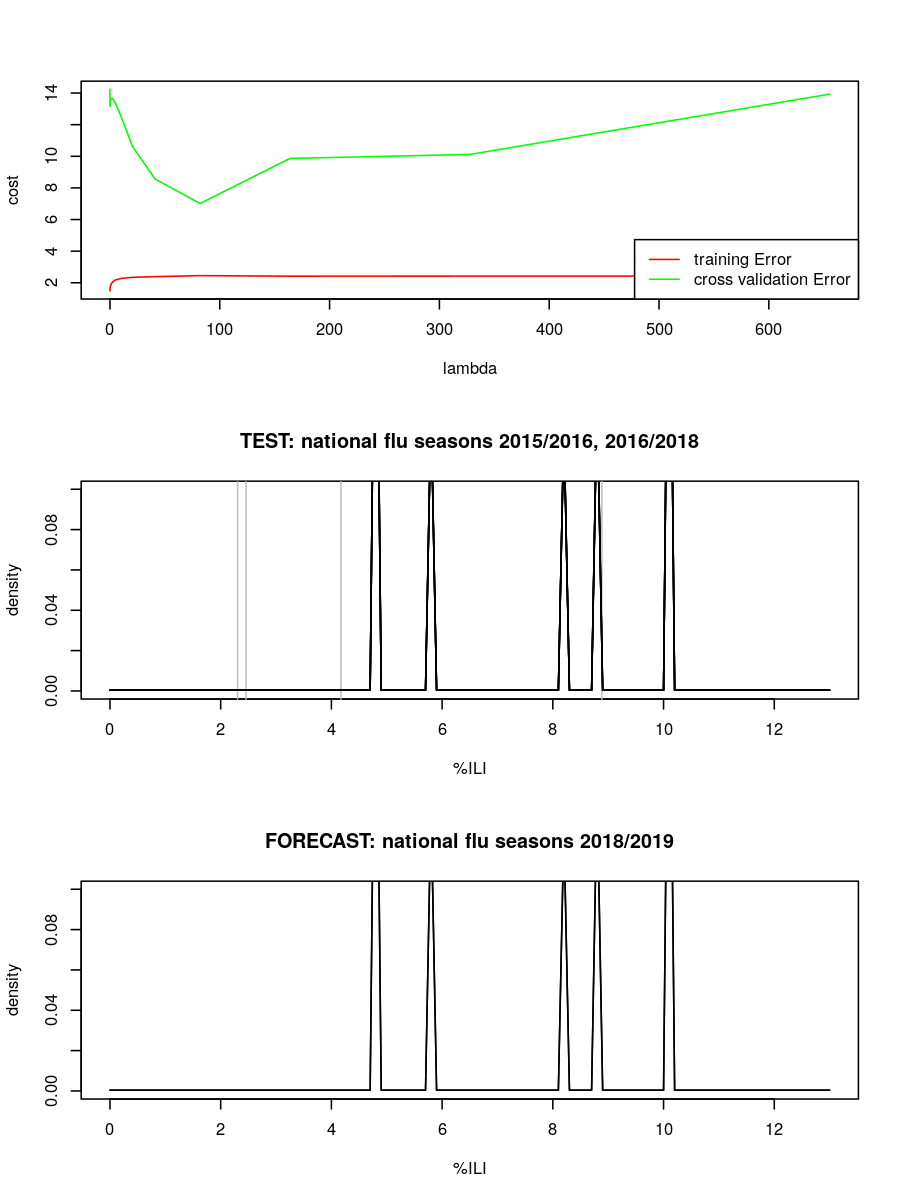 14
10
8
6
4
2
cost
training Error
cross validation Error
0 100 200 300 400 500 600
lambda
TEST: national flu seasons 2015/2016, 2016/2018
0.08
0.04
0.00
density
0 2 4 6 8 10 12
%ILI
FORECAST: national flu seasons 2018/2019
0.08
0.04
0.00
density
0 2 4 6 8 10 12
%ILI